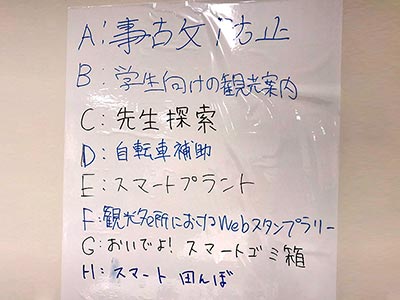 A: 事故防止
B: 学生向けの観光案内
C: 先生探索
D: 自転車補助
E: スマートプラント
F: 観光名所におけるWebスタンプラリー
G: おいでよ! スマートゴミ箱
H: スマート 田んぼ